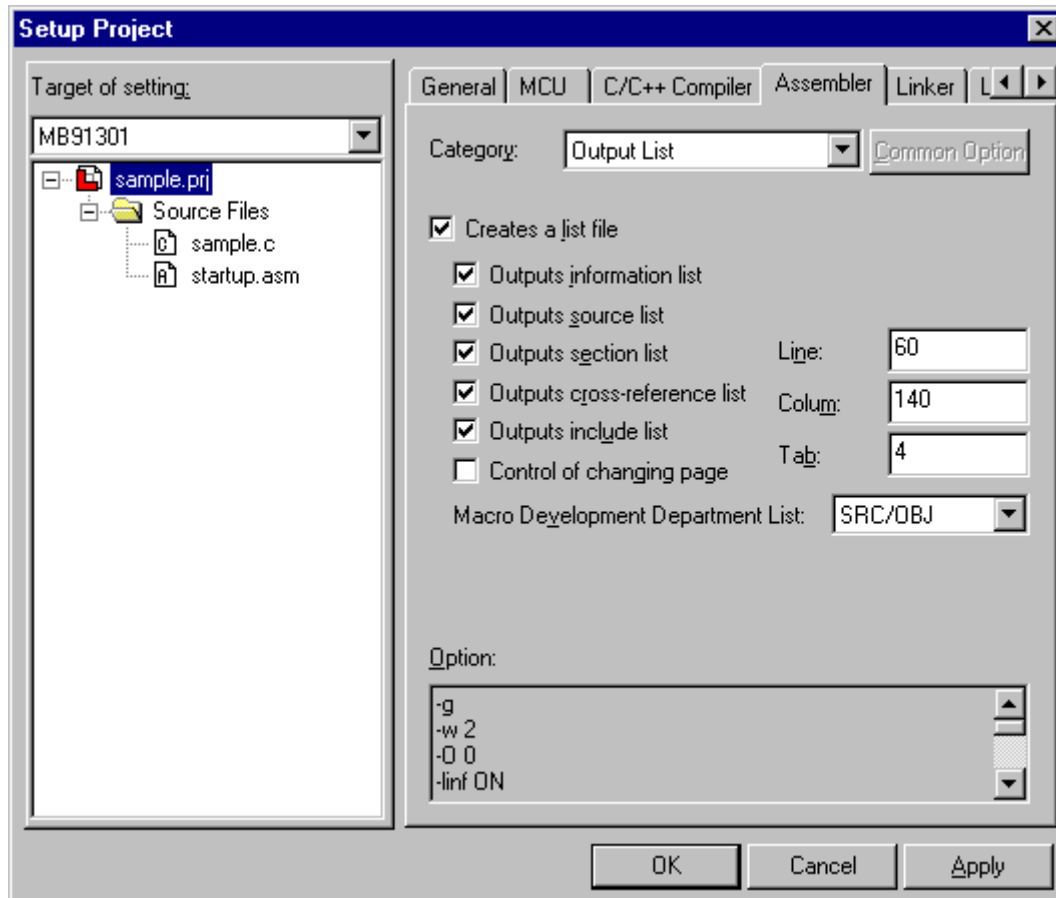 Setup Project
Target of setting:
MB91301
sample.prj
Source Files
sample.c
startup.asm
General MCU C/C++ Compiler Assembler Linker L
Category: Output List Common Option
Creates a list file
Outputs information list
Outputs source list
Outputs section list Line: 60
Outputs cross-reference list Colum: 140
Outputs include list
Control of changing page Tab: 4
Macro Development Department List: SRC/OBJ
Option:
-g
-w 2
-O 0
-linf ON
OK Cancel Apply